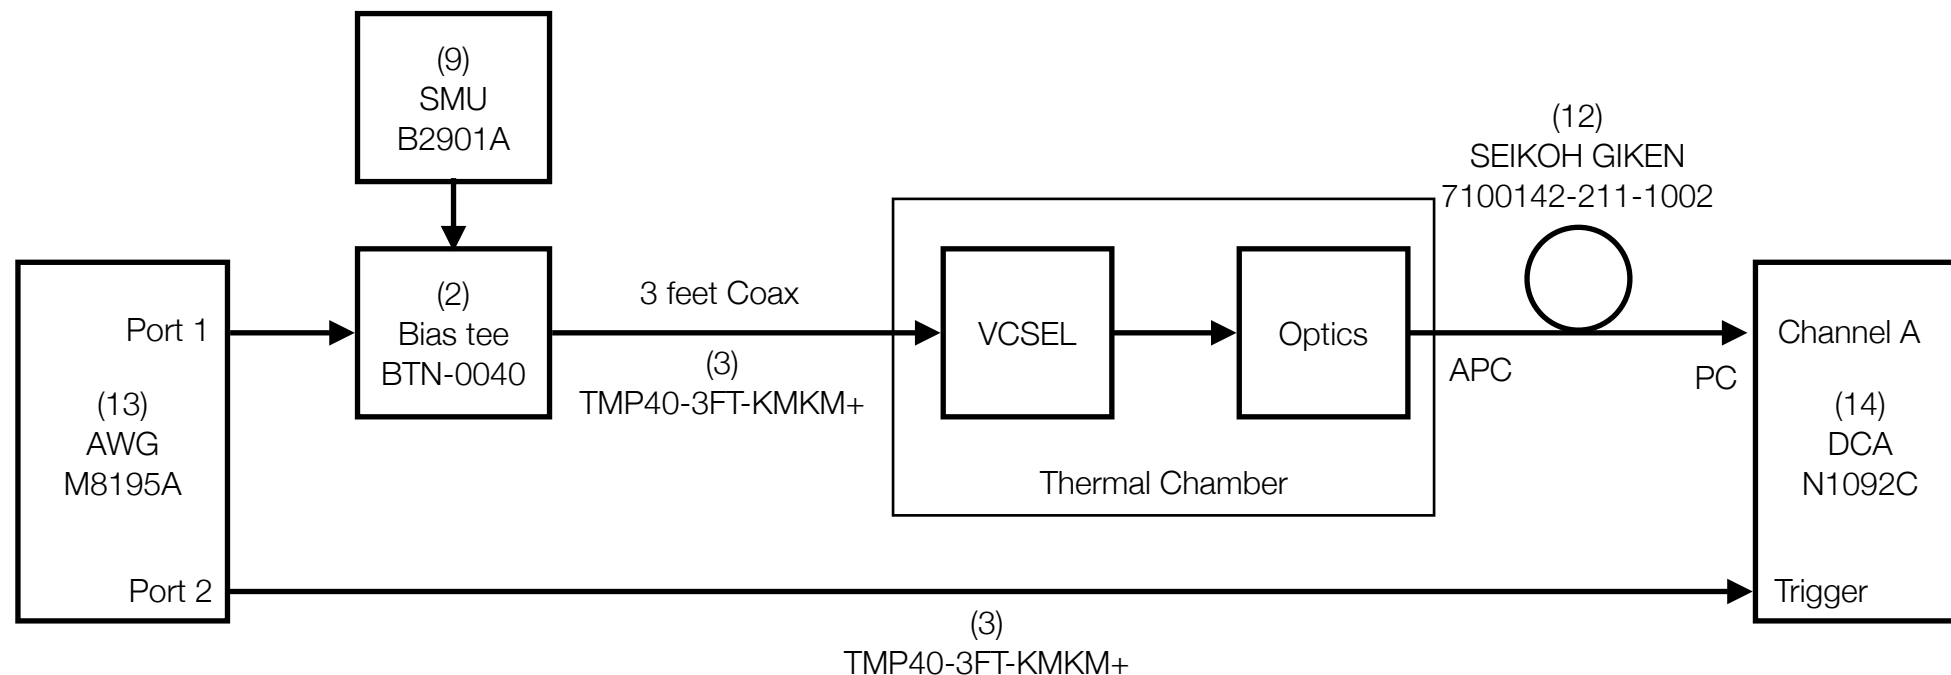 (9)
SMU
B2901A
(12)
SEIKOH GIKEN
7100142-211-1002
Port 1
(13)
AWG
M8195A
Port 2
(2)
Bias tee
BTN-0040
3 feet Coax
(3)
TMP40-3FT-KMKM+
VCSEL
Optics
Thermal Chamber
APC
PC
Channel A
(14)
DCA
N1092C
Trigger
(3)
TMP40-3FT-KMKM+